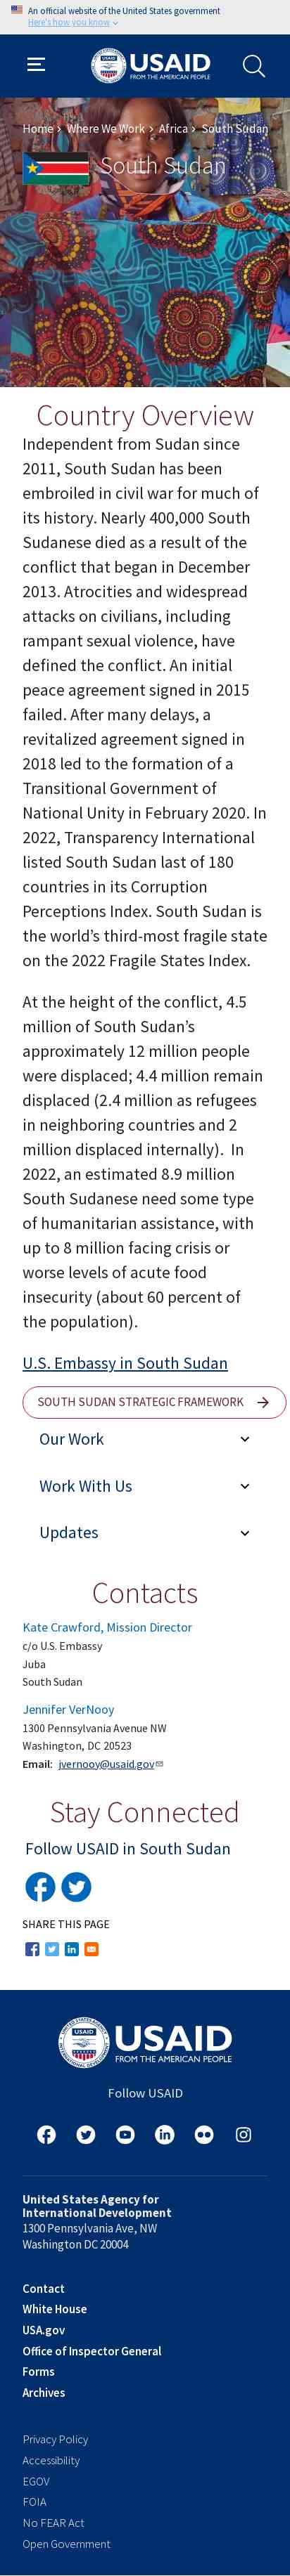 An official website of the United States government
Here's how you know
USAID
FROM THE AMERICAN PEOPLE
Home > Where We Work > Africa > South Sudan
South Sudan
Country Overview
Independent from Sudan since
2011, South Sudan has been
embroiled in civil war for much of
its history. Nearly 400,000 South
Sudanese died as a result of the
conflict that began in December
2013. Atrocities and widespread
attacks on civilians, including
rampant sexual violence, have
defined the conflict. An initial
peace agreement signed in 2015
failed. After many delays, a
revitalized agreement signed in
2018 led to the formation of a
Transitional Government of
National Unity in February 2020. In
2022, Transparency International
listed South Sudan last of 180
countries in its Corruption
Perceptions Index. South Sudan is
the world’s third-most fragile state
on the 2022 Fragile States Index.
At the height of the conflict, 4.5
million of South Sudan’s
approximately 12 million people
were displaced; 4.4 million remain
displaced (2.4 million as refugees
in neighboring countries and 2
million displaced internally). In
2022, an estimated 8.9 million
South Sudanese need some type
of humanitarian assistance, with
up to 8 million facing crisis or
worse levels of acute food
insecurity (about 60 percent of
the population).
U.S. Embassy in South Sudan
SOUTH SUDAN STRATEGIC FRAMEWORK
Our Work
Work With Us
Updates
Contacts
Kate Crawford, Mission Director
c/o U.S. Embassy
Juba
South Sudan
Jennifer VerNooy
1300 Pennsylvania Avenue NW
Washington, DC 20523
Email: jvernooy@usaid.gov
Stay Connected
Follow USAID in South Sudan
SHARE THIS PAGE
USAID
FROM THE AMERICAN PEOPLE
Follow USAID
United States Agency for
International Development
1300 Pennsylvania Ave, NW
Washington DC 20004
Contact
White House
USA.gov
Office of Inspector General
Forms
Archives
Privacy Policy
Accessibility
EGOV
FOIA
No FEAR Act
Open Government